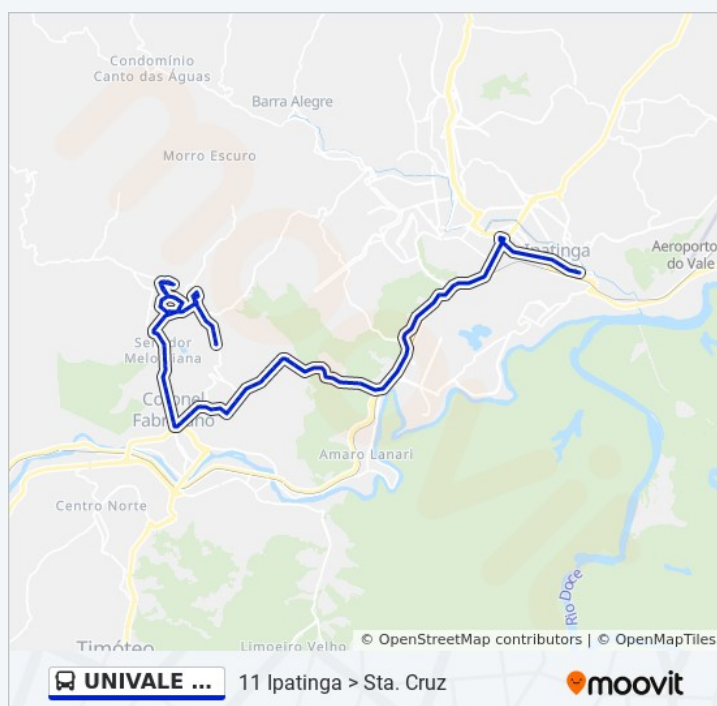 Condomínio
Canto das Águas
Barra Alegre
Morro Escuro
Ipatinga
Aeroporto
do Vale
Senador
Melo Viana
Coronel
Fabriciano
Amaro Lanari
Centro Norte
Rio Doce
Timóteo
Limoeiro Velho
© OpenStreetMap contributors | © OpenMapTiles
UNIVALE ...
11 Ipatinga > Sta. Cruz
moovit